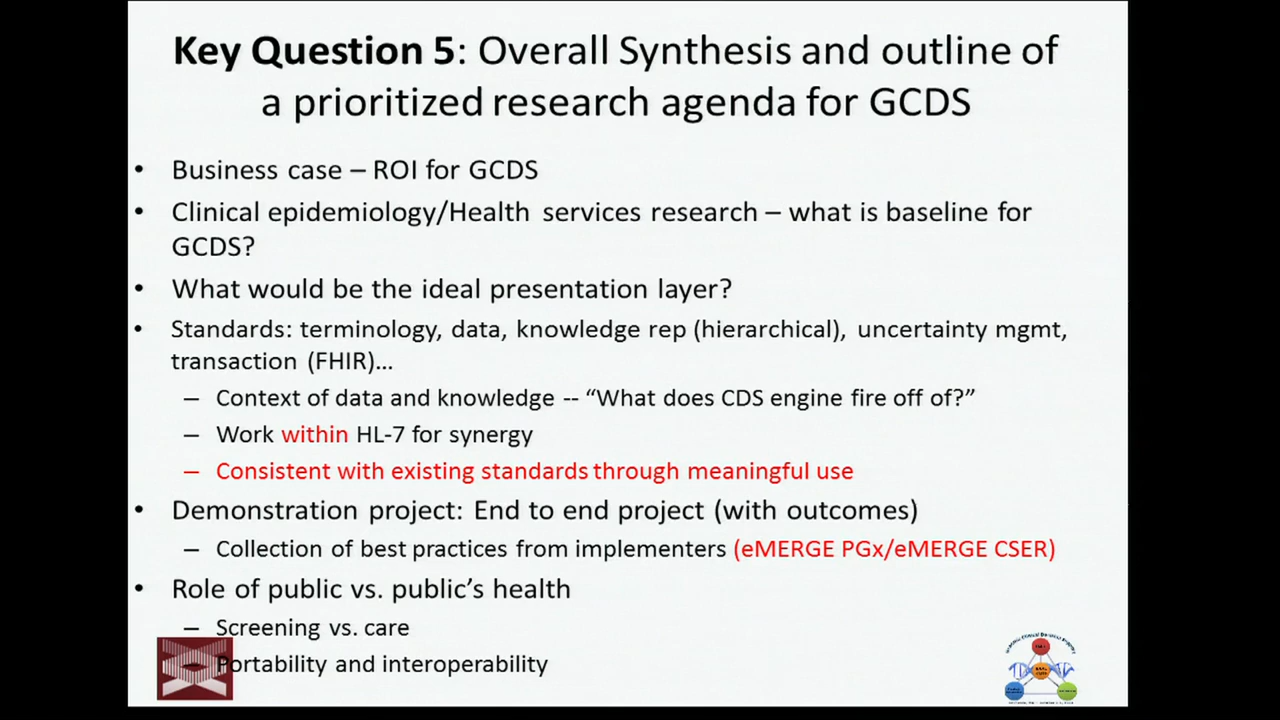 Key Question 5: Overall Synthesis and outline of
a prioritized research agenda for GCDS
• Business case – ROI for GCDS
• Clinical epidemiology/Health services research – what is baseline for
GCDS?
• What would be the ideal presentation layer?
• Standards: terminology, data, knowledge rep (hierarchical), uncertainty mgmt,
transaction (FHIR)…
– Context of data and knowledge -- “What does CDS engine fire off of?”
– Work within HL-7 for synergy
– Consistent with existing standards through meaningful use
• Demonstration project: End to end project (with outcomes)
– Collection of best practices from implementers (eMERGE PGx/eMERGE CSER)
• Role of public vs. public’s health
– Screening vs. care
– Portability and interoperability